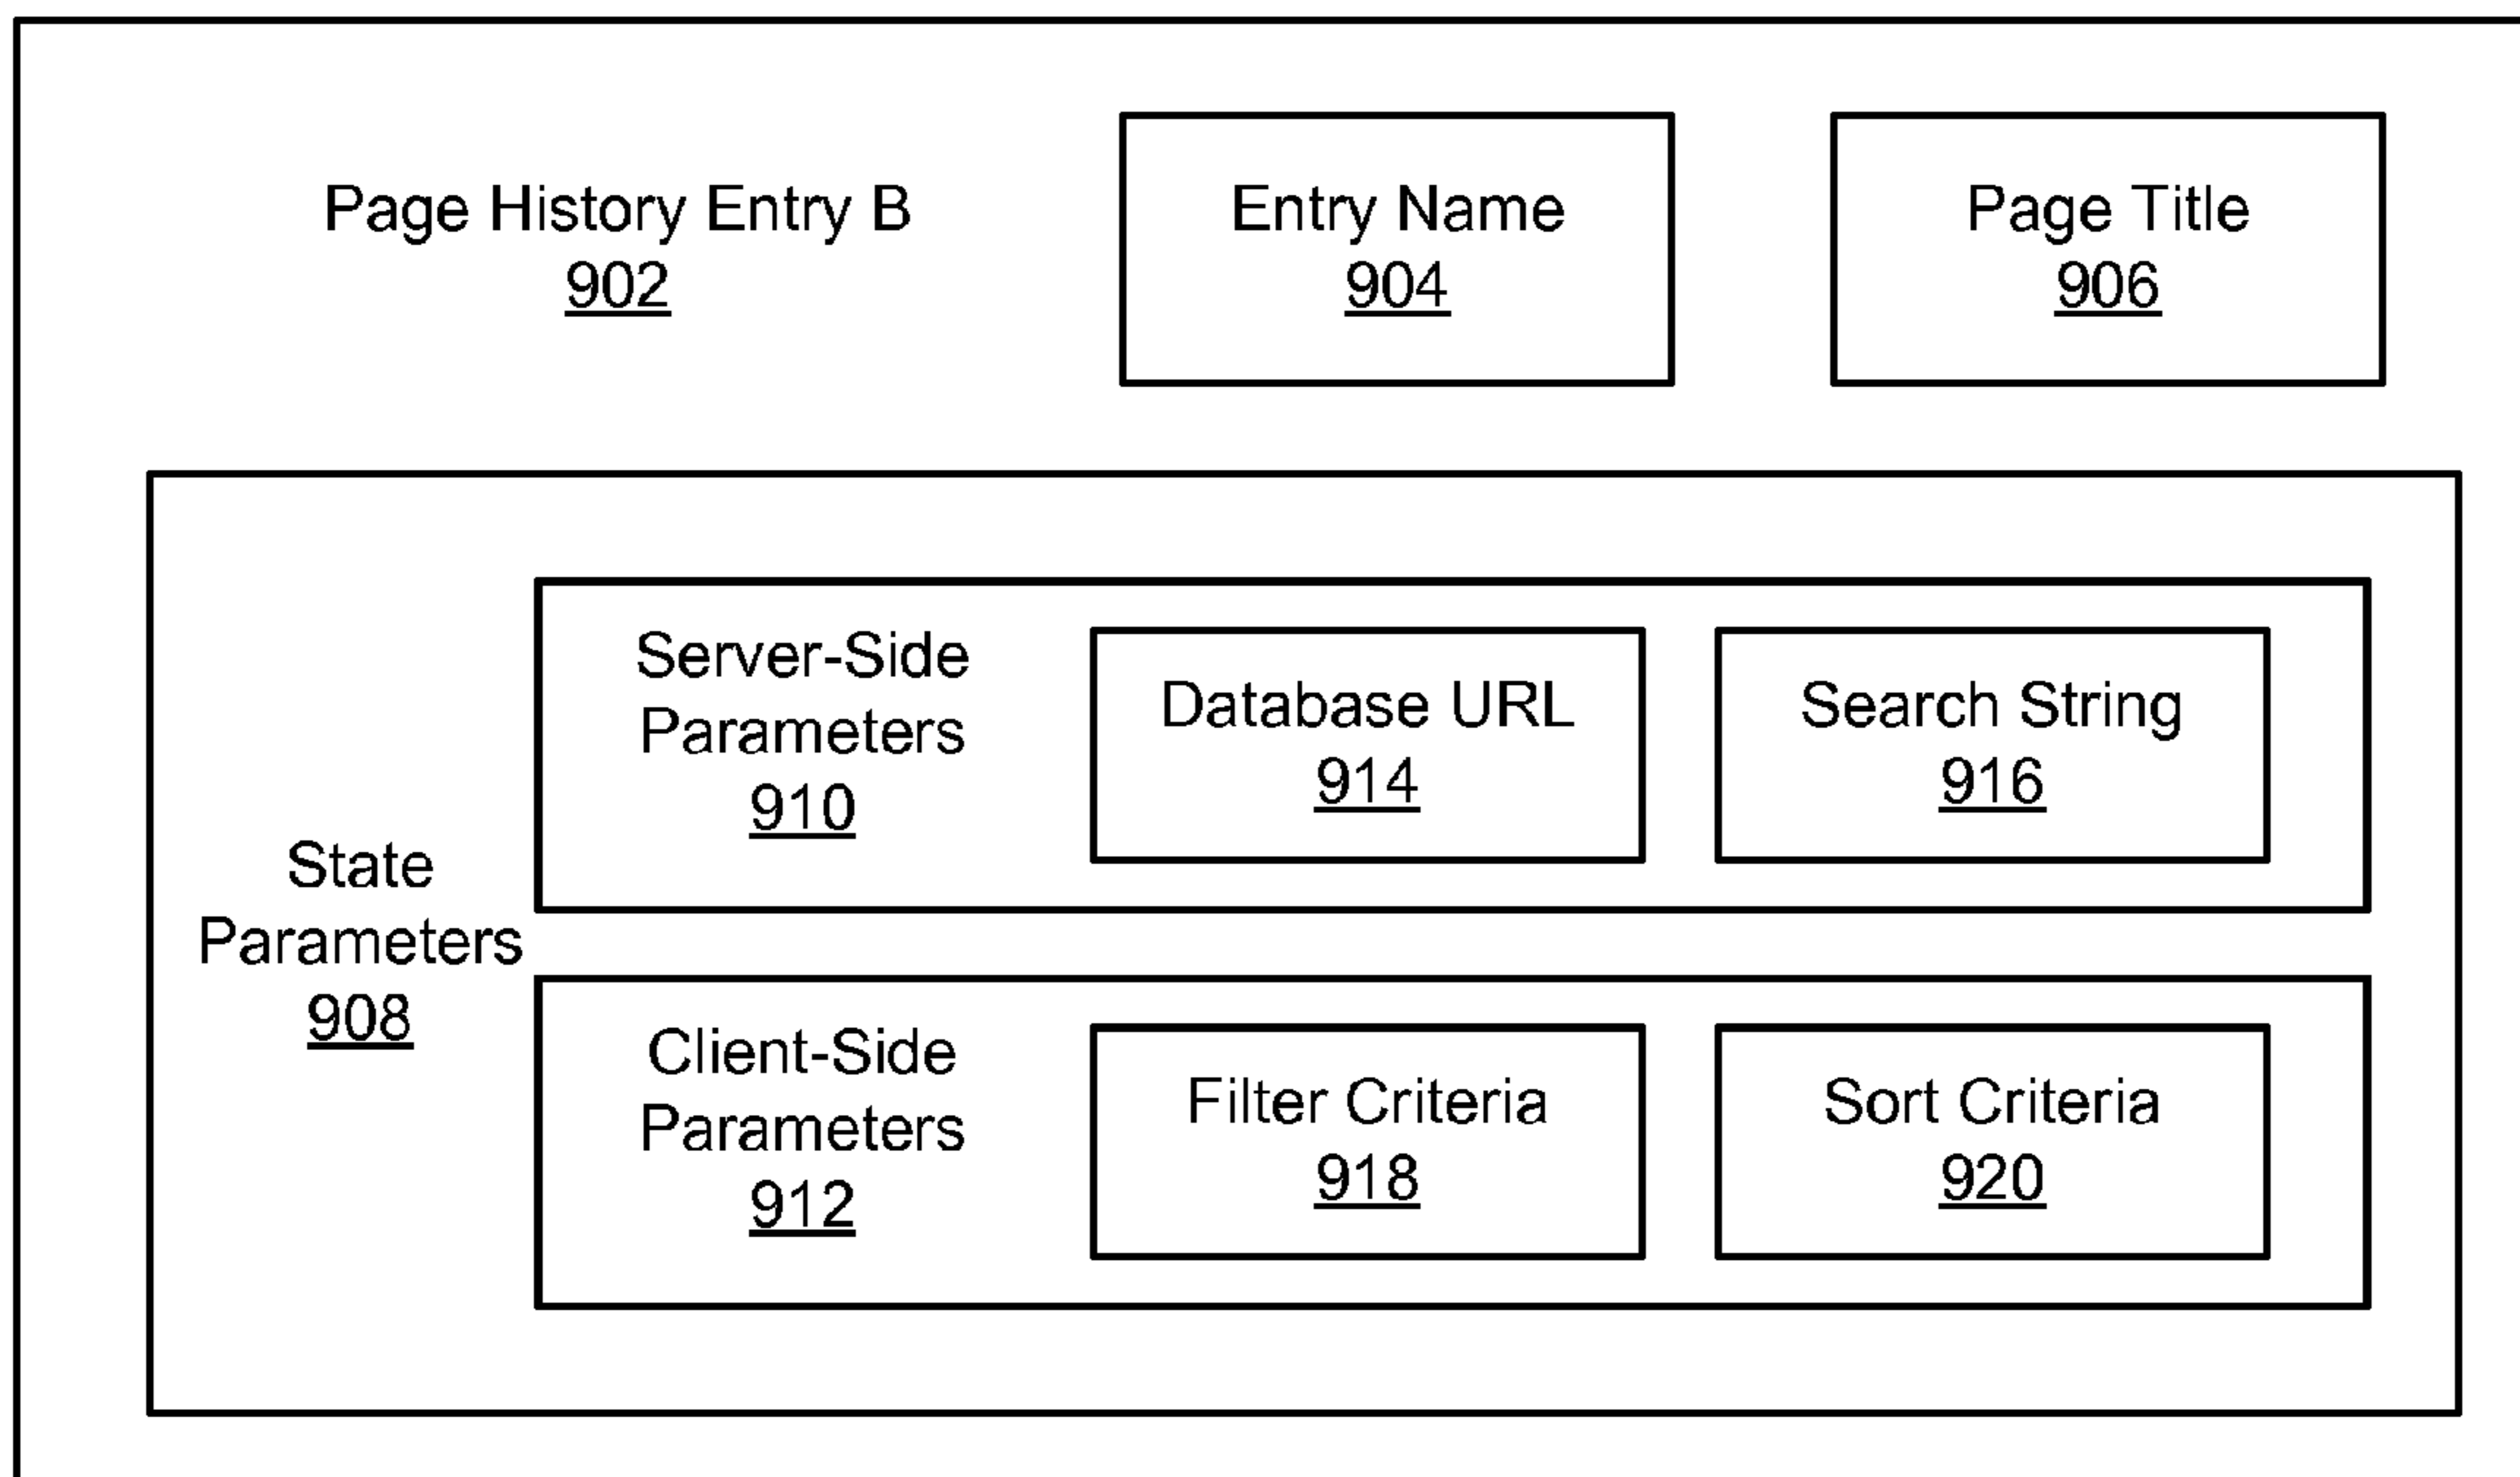 Page History Entry B
902
Entry Name
904
Page Title
906
State
Parameters
908
Server-Side
Parameters
910
Database URL
914
Search String
916
Client-Side
Parameters
912
Filter Criteria
918
Sort Criteria
920